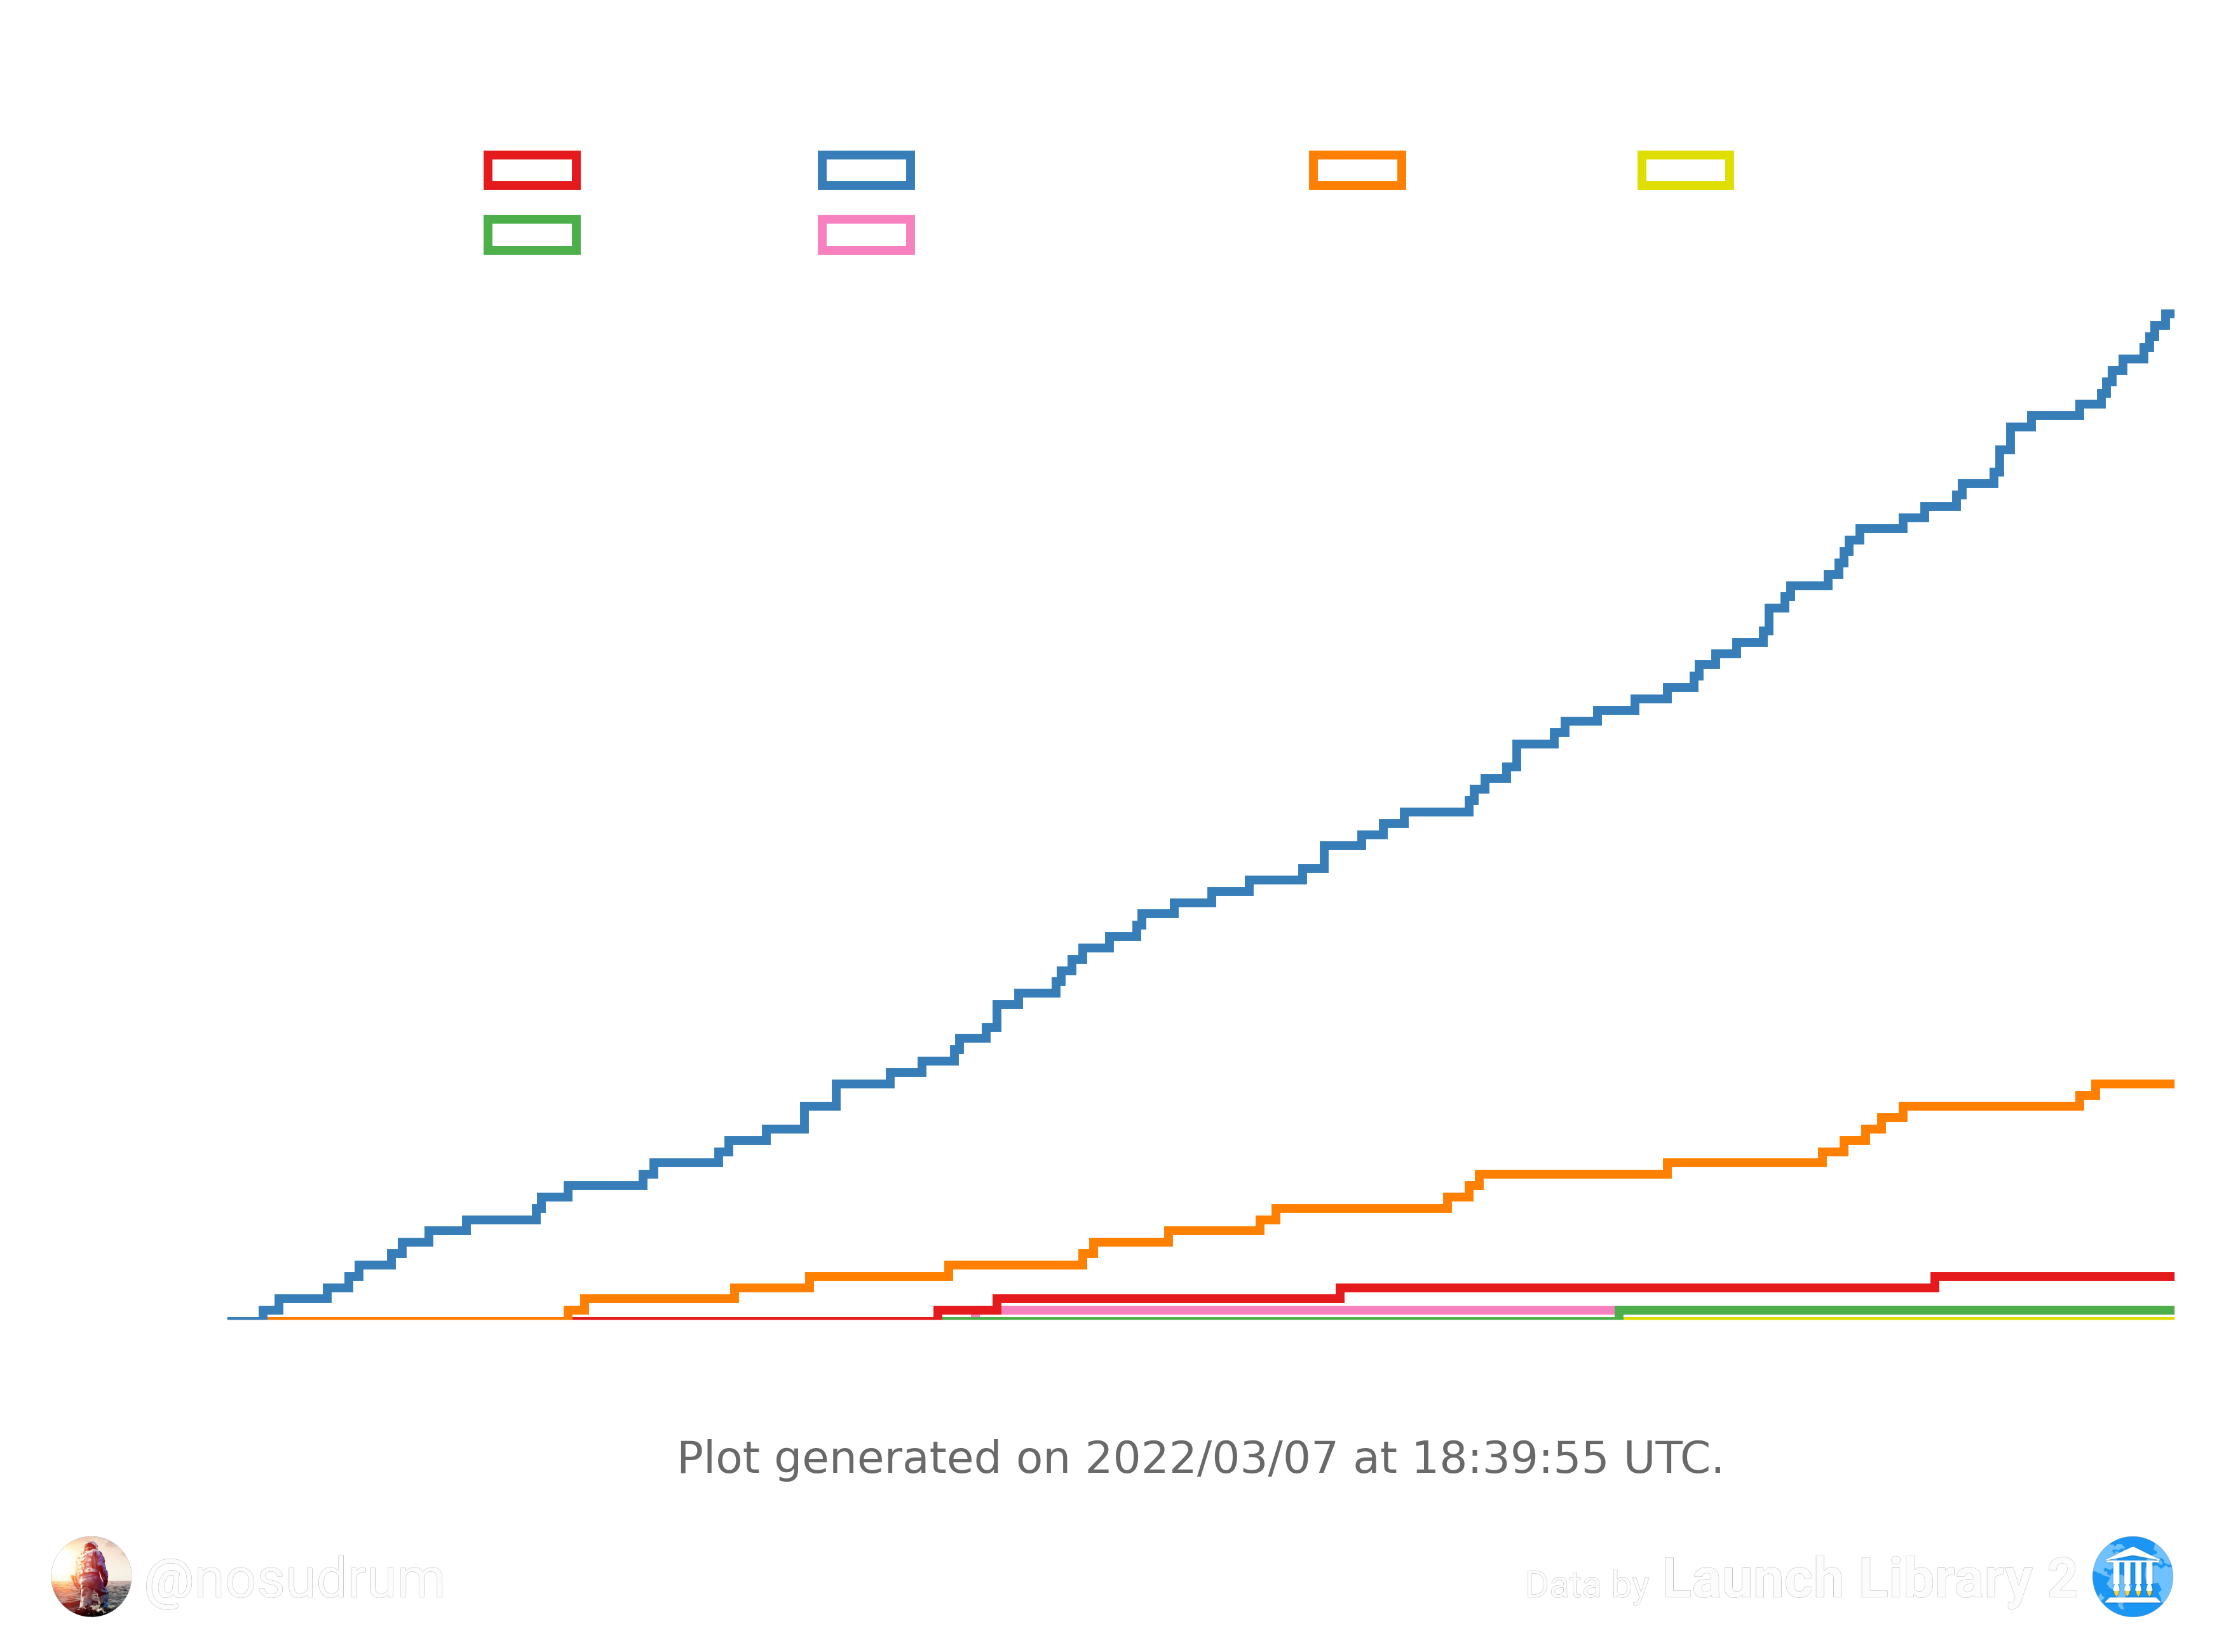 Plot generated on 2022/03/07 at 18:39:55 UTC.
@nosudrum
Data by Launch Library 2